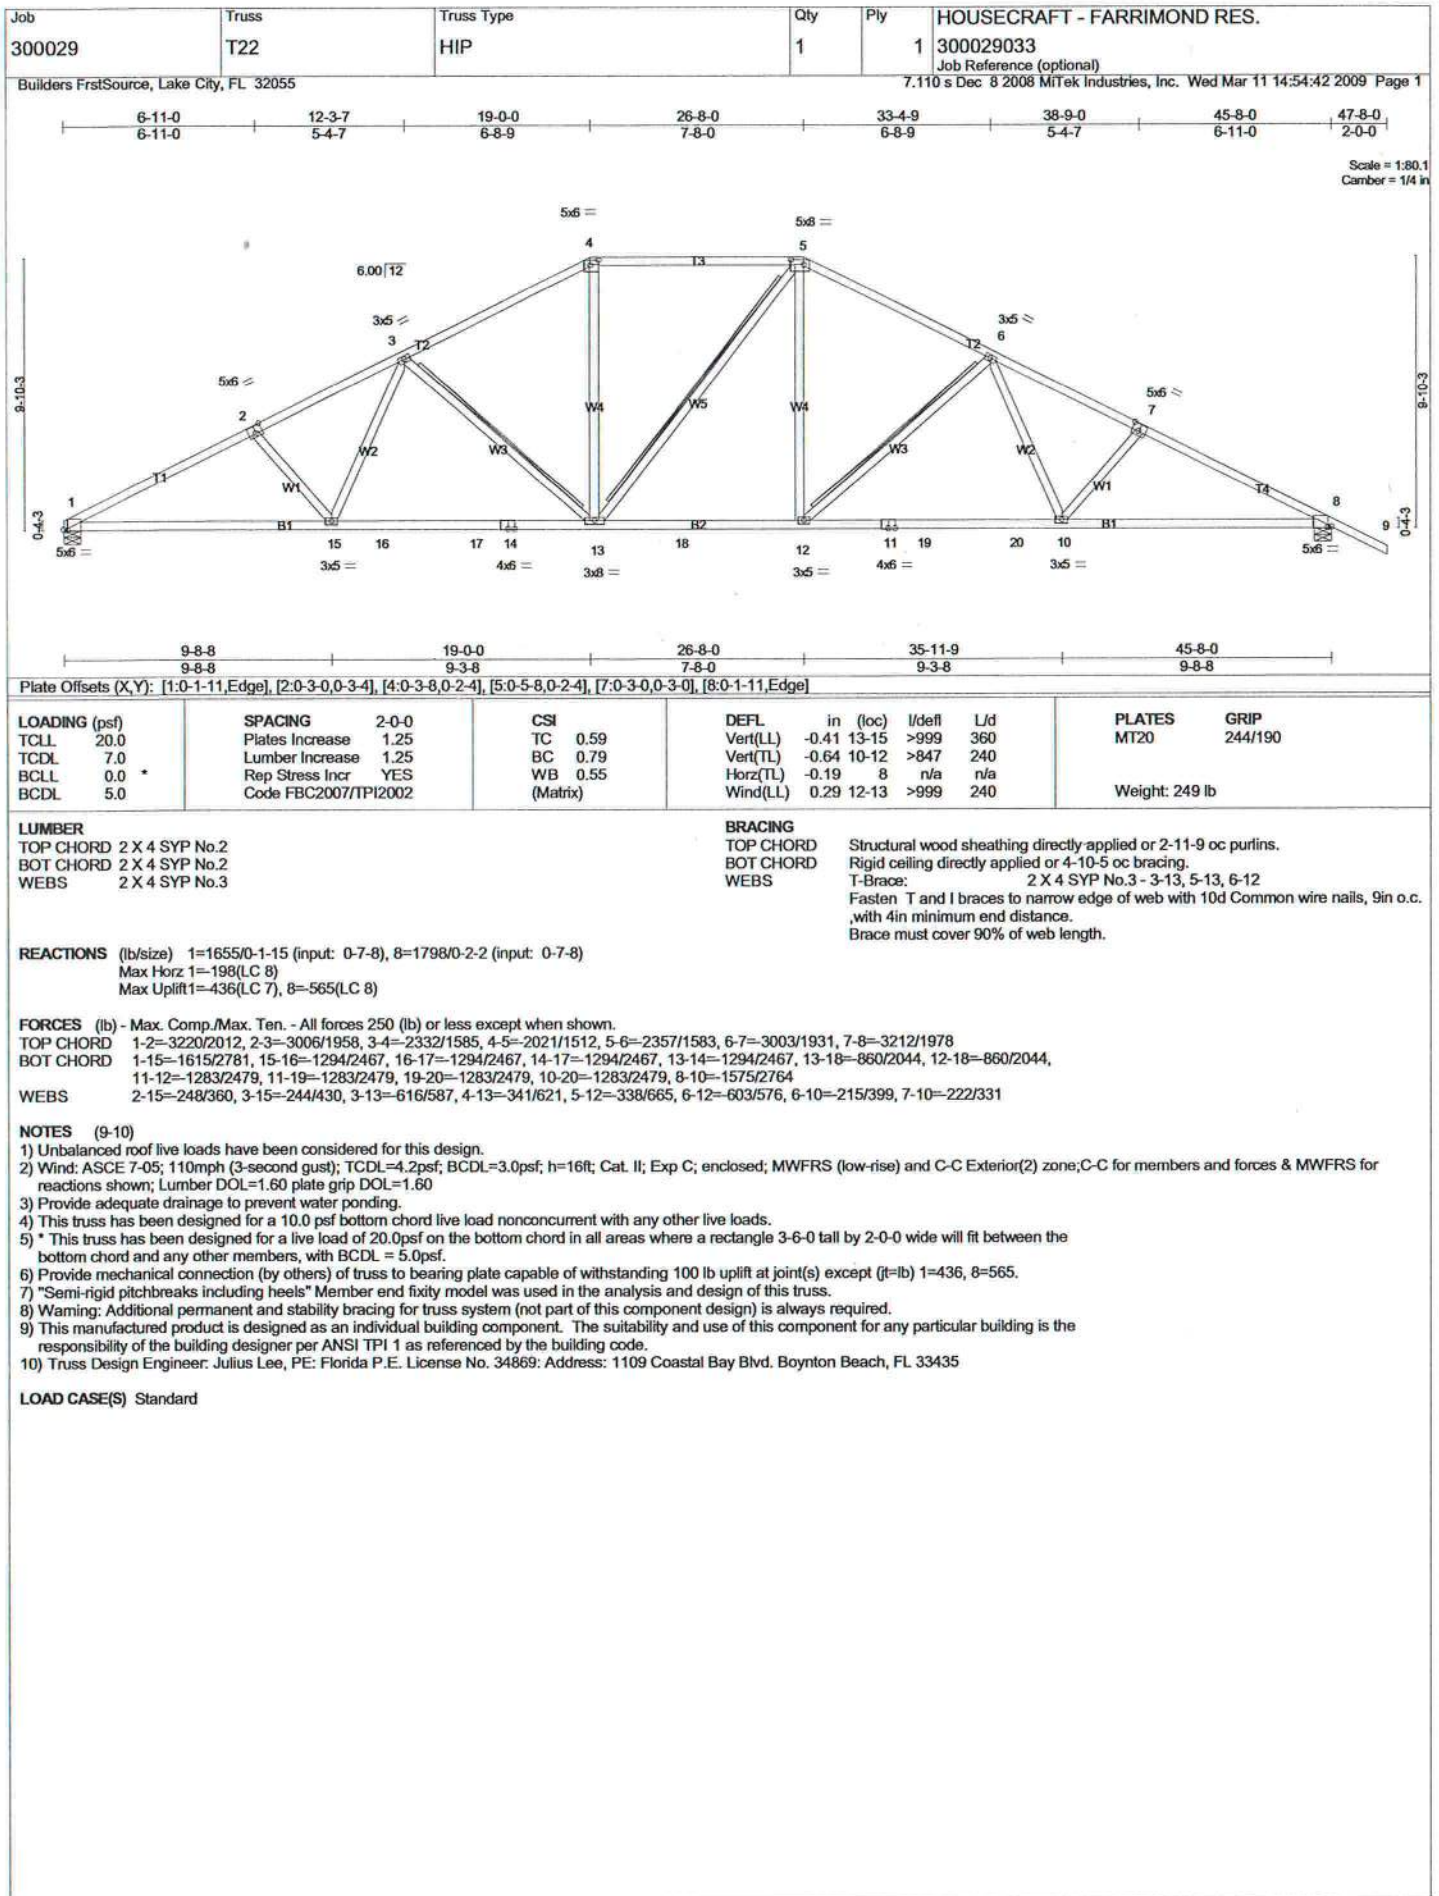 Job Truss Truss Type Qty Ply HOUSECRAFT - FARRIMOND RES.
300029 T22 HIP 1 1 300029033
Job Reference (optional)
Builders FrstSource, Lake City, FL 32055 7.110 s Dec 8 2008 MiTek Industries, Inc. Wed Mar 11 14:54:42 2009 Page 1
6-11-0 12-3-7 19-0-0 26-8-0 33-4-9 38-9-0 45-8-0 47-8-0
6-11-0 5-4-7 6-8-9 7-8-0 6-8-9 5-4-7 6-11-0 2-0-0
Scale = 1:80.1
Camber = 1/4 in
5x6 = 5x8 =
4 5
T3
6.00 12
3x5 3x5
3 T2 T2 6
5x6 5x6
2 7
9-10-3 9-10-3
W4 W5 W4
W2 W3 W3 W2
T1 W1 W1 T4
1 8
0-4-3 B1 B2 B1 9 0-4-3
5x6 = 15 16 17 14 13 18 12 11 19 20 10 5x6 =
3x5 = 4x6 = 3x8 = 3x5 = 4x6 = 3x5 =
9-8-8 19-0-0 26-8-0 35-11-9 45-8-0
9-8-8 9-3-8 7-8-0 9-3-8 9-8-8
Plate Offsets (X,Y): [1:0-1-11,Edge], [2:0-3-0,0-3-4], [4:0-3-8,0-2-4], [5:0-5-8,0-2-4], [7:0-3-0,0-3-0], [8:0-1-11,Edge]
LOADING (psf) SPACING 2-0-0 CSI DEFL in (loc) l/defl L/d PLATES GRIP
TCLL 20.0 Plates Increase 1.25 TC 0.59 Vert(LL) -0.41 13-15 >999 360 MT20 244/190
TCDL 7.0 Lumber Increase 1.25 BC 0.79 Vert(TL) -0.64 10-12 >847 240
BCLL 0.0 * Rep Stress Incr YES WB 0.55 Horz(TL) -0.19 8 n/a n/a
BCDL 5.0 Code FBC2007/TPI2002 (Matrix) Wind(LL) 0.29 12-13 >999 240 Weight: 249 lb
LUMBER
TOP CHORD 2 X 4 SYP No.2
BOT CHORD 2 X 4 SYP No.2
WEBS 2 X 4 SYP No.3
BRACING
TOP CHORD Structural wood sheathing directly applied or 2-11-9 oc purlins.
BOT CHORD Rigid ceiling directly applied or 4-10-5 oc bracing.
WEBS T-Brace: 2 X 4 SYP No.3 - 3-13, 5-13, 6-12
Fasten T and I braces to narrow edge of web with 10d Common wire nails, 9in o.c.
,with 4in minimum end distance.
Brace must cover 90% of web length.
REACTIONS (lb/size) 1=1655/0-1-15 (input: 0-7-8), 8=1798/0-2-2 (input: 0-7-8)
Max Horz 1=-198(LC 8)
Max Uplift1=-436(LC 7), 8=-565(LC 8)
FORCES (lb) - Max. Comp./Max. Ten. - All forces 250 (lb) or less except when shown.
TOP CHORD 1-2=-3220/2012, 2-3=-3006/1958, 3-4=-2332/1585, 4-5=-2021/1512, 5-6=-2357/1583, 6-7=-3003/1931, 7-8=-3212/1978
BOT CHORD 1-15=-1615/2781, 15-16=-1294/2467, 16-17=-1294/2467, 14-17=-1294/2467, 13-14=-1294/2467, 13-18=-860/2044, 12-18=-860/2044,
11-12=-1283/2479, 11-19=-1283/2479, 19-20=-1283/2479, 10-20=-1283/2479, 8-10=-1575/2764
WEBS 2-15=-248/360, 3-15=-244/430, 3-13=-616/587, 4-13=-341/621, 5-12=-338/665, 6-12=-603/576, 6-10=-215/399, 7-10=-222/331
NOTES (9-10)
1) Unbalanced roof live loads have been considered for this design.
2) Wind: ASCE 7-05; 110mph (3-second gust); TCDL=4.2psf; BCDL=3.0psf; h=16ft; Cat. II; Exp C; enclosed; MWFRS (low-rise) and C-C Exterior(2) zone;C-C for members and forces & MWFRS for
reactions shown; Lumber DOL=1.60 plate grip DOL=1.60
3) Provide adequate drainage to prevent water ponding.
4) This truss has been designed for a 10.0 psf bottom chord live load nonconcurrent with any other live loads.
5) * This truss has been designed for a live load of 20.0psf on the bottom chord in all areas where a rectangle 3-6-0 tall by 2-0-0 wide will fit between the
bottom chord and any other members, with BCDL = 5.0psf.
6) Provide mechanical connection (by others) of truss to bearing plate capable of withstanding 100 lb uplift at joint(s) except (jt=lb) 1=436, 8=565.
7) "Semi-rigid pitchbreaks including heels" Member end fixity model was used in the analysis and design of this truss.
8) Warning: Additional permanent and stability bracing for truss system (not part of this component design) is always required.
9) This manufactured product is designed as an individual building component. The suitability and use of this component for any particular building is the
responsibility of the building designer per ANSI TPI 1 as referenced by the building code.
10) Truss Design Engineer: Julius Lee, PE: Florida P.E. License No. 34869: Address: 1109 Coastal Bay Blvd. Boynton Beach, FL 33435
LOAD CASE(S) Standard